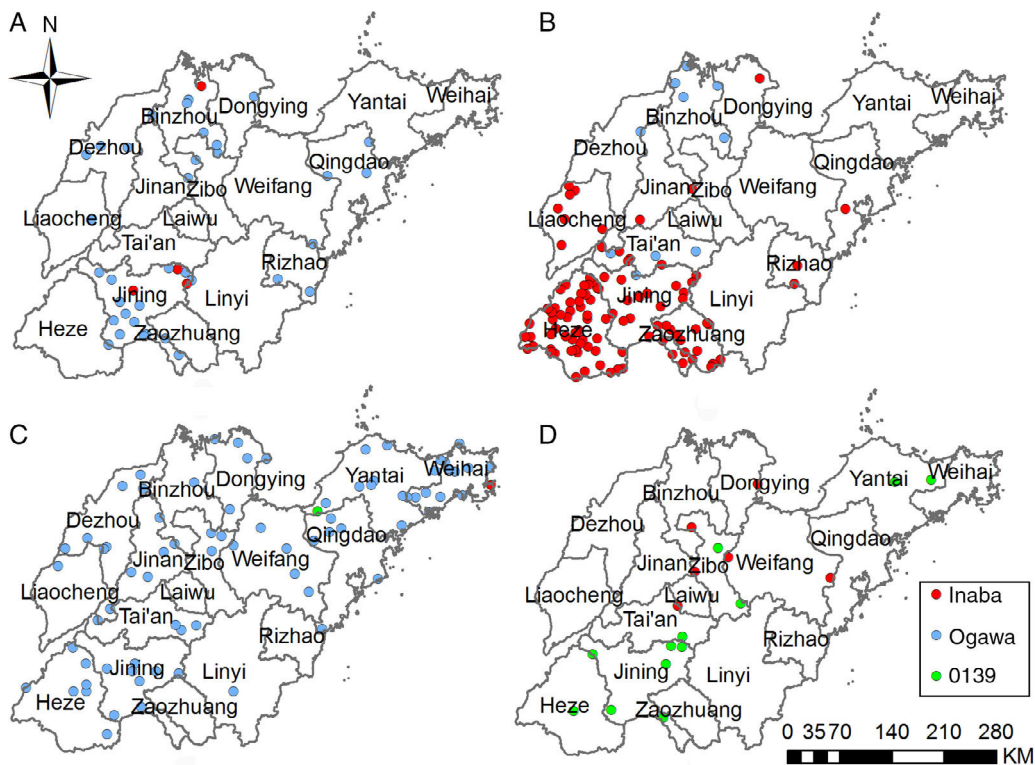 A
N
Binzhou
Dongying
Yantai
Weihai
Dezhou
Qingdao
Jinan
Zibo
Weifang
Liaocheng
Laiwu
Tai'an
Rizhao
Jining
Linyi
Heze
Zaozhuang
B
Binzhou
Dongying
Yantai
Weihai
Dezhou
Qingdao
Jinan
Zibo
Weifang
Liaocheng
Laiwu
Tai'an
Rizhao
Jining
Linyi
Heze
Zaozhuang
C
Binzhou
Dongying
Yantai
Weihai
Dezhou
Qingdao
Jinan
Zibo
Weifang
Liaocheng
Laiwu
Tai'an
Rizhao
Jining
Linyi
Heze
Zaozhuang
D
Binzhou
Dongying
Yantai
Weihai
Dezhou
Qingdao
Jinan
Zibo
Weifang
Liaocheng
Laiwu
Tai'an
Rizhao
Jining
Linyi
Heze
Zaozhuang
Inaba
Ogawa
0139
0 35 70 140 210 280
KM